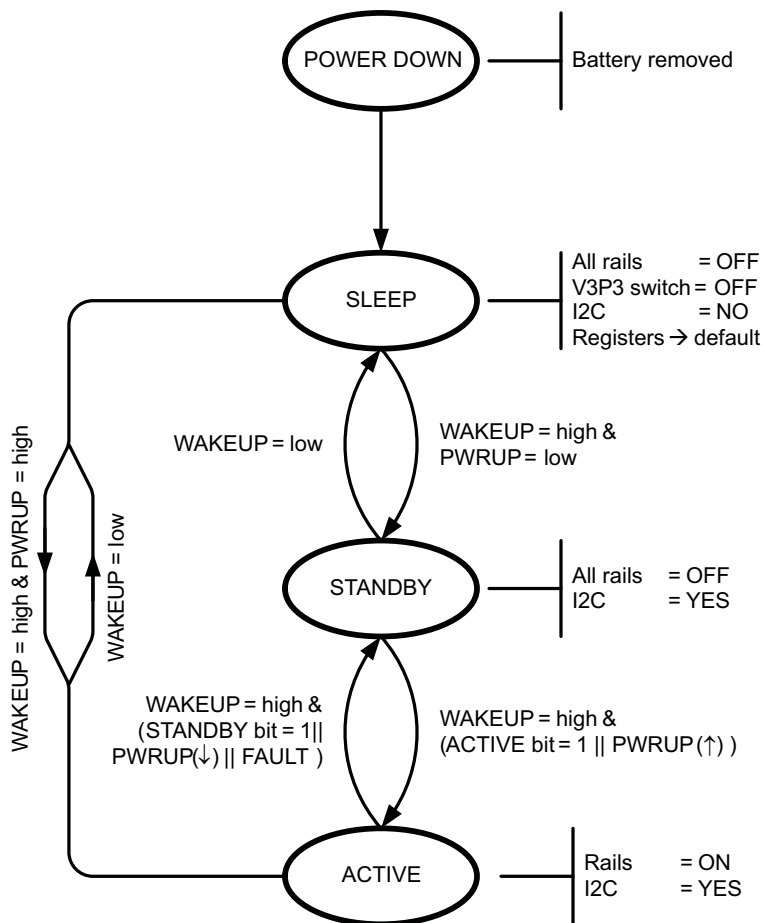 POWER DOWN
Battery removed
SLEEP
All rails = OFF
V3P3 switch = OFF
I2C = NO
Registers → default
WAKEUP = low
WAKEUP = high &
PWRUP = low
WAKEUP = high & PWRUP = high
WAKEUP = low
STANDBY
All rails = OFF
I2C = YES
WAKEUP = high &
(STANDBY bit = 1||
PWRUP(↓) || FAULT )
WAKEUP = high &
(ACTIVE bit = 1 || PWRUP (↑) )
ACTIVE
Rails = ON
I2C = YES